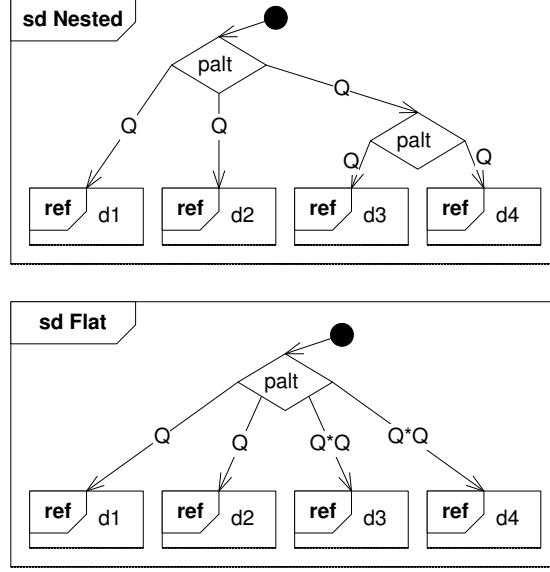 sd Nested
palt
Q
Q Q
palt
Q Q
ref d1 ref d2 ref d3 ref d4
sd Flat
palt
Q Q Q*Q Q*Q
ref d1 ref d2 ref d3 ref d4